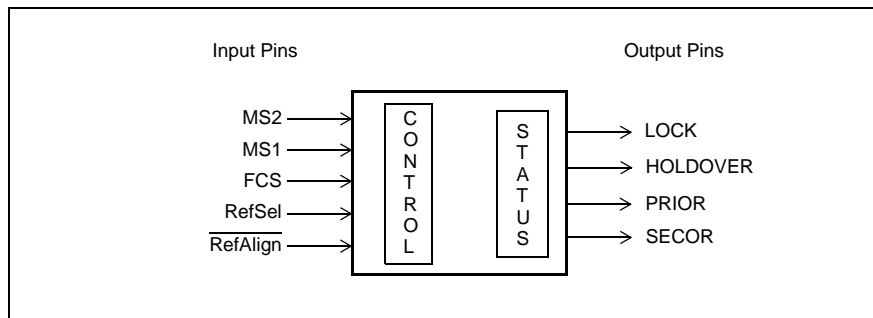 Input Pins
Output Pins
MS2
MS1
FCS
RefSel
RefAlign
CONTROL
STATUS
LOCK
HOLDOVER
PRIOR
SECOR